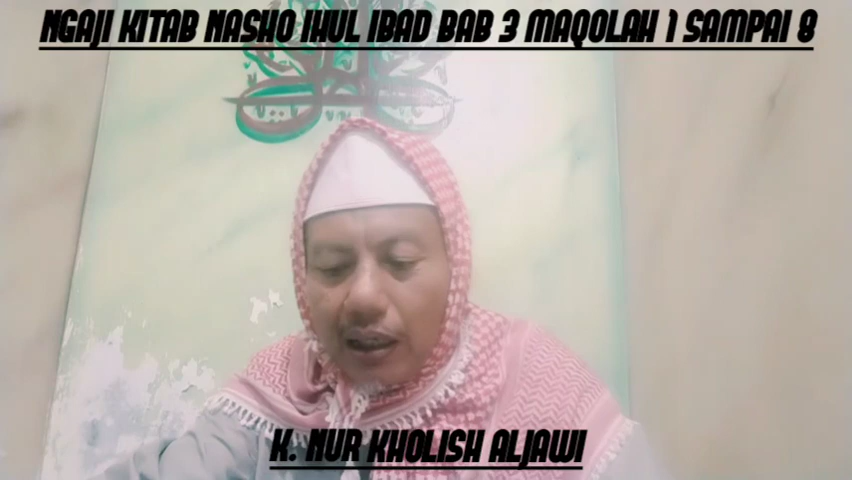 NGAJI KITAB NASHO IHUL IBAD BAB 3 MAQOLAH 1 SAMPAI 8
K. NUR KHOLISH ALJAWI